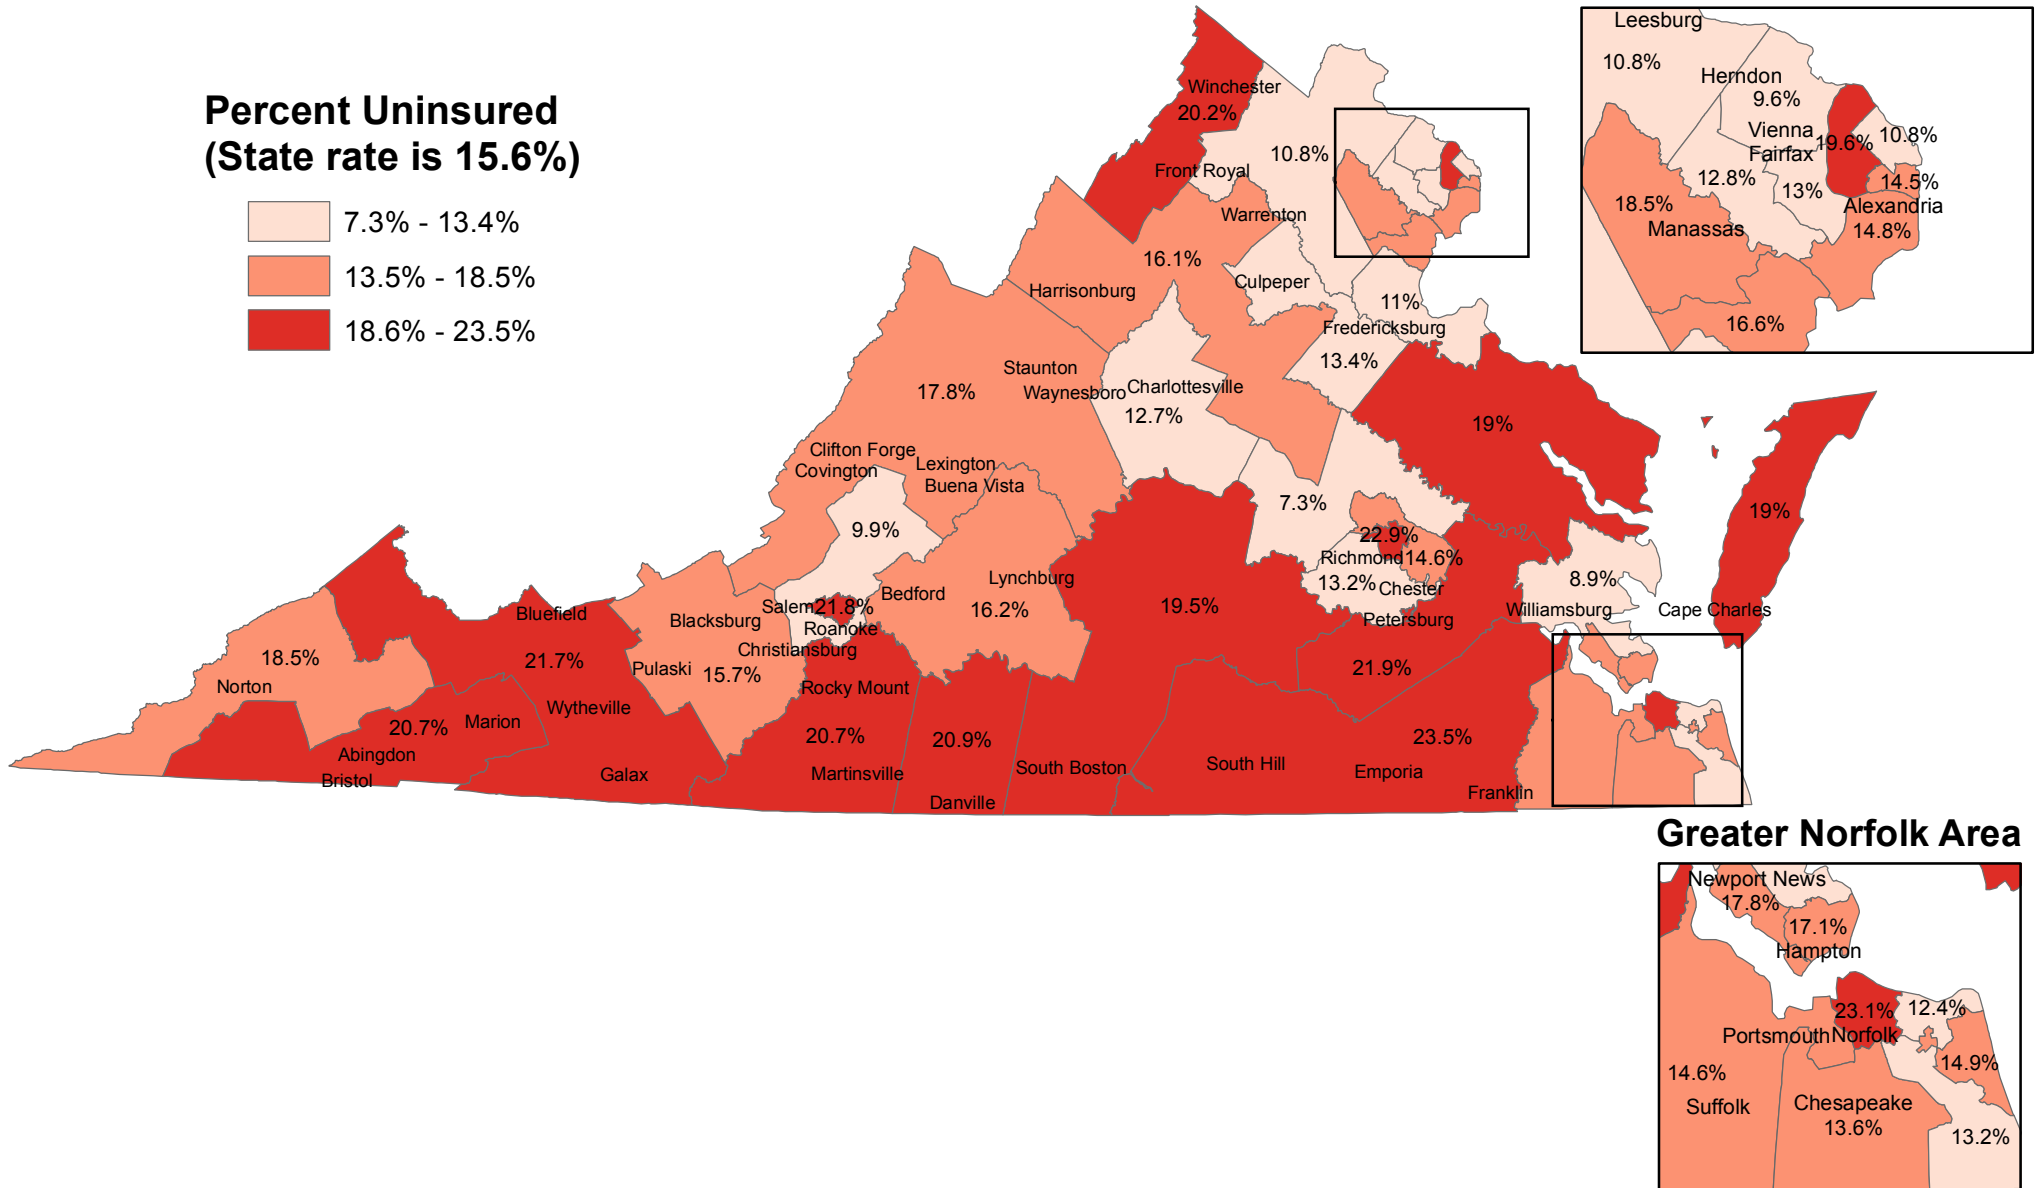 Percent Uninsured
(State rate is 15.6%)
7.3% - 13.4%
13.5% - 18.5%
18.6% - 23.5%
Winchester
20.2%
Front Royal
10.8%
Warrenton
16.1%
Harrisonburg
Culpeper
11%
Fredericksburg
13.4%
Staunton
Waynesboro
17.8%
Charlottesville
12.7%
19%
19%
Clifton Forge
Covington
Lexington
Buena Vista
9.9%
7.3%
22.9%
Richmond
14.6%
13.2%
Chester
Petersburg
8.9%
Williamsburg
Cape Charles
Lynchburg
Bedford
16.2%
19.5%
Salem
21.8%
Roanoke
Blacksburg
Christiansburg
Pulaski
15.7%
Bluefield
21.7%
18.5%
Norton
Rocky Mount
Wytheville
Marion
20.7%
Abingdon
Bristol
Galax
20.7%
Martinsville
20.9%
Danville
South Boston
South Hill
21.9%
23.5%
Emporia
Franklin
Leesburg
10.8%
Herndon
9.6%
Vienna
Fairfax
19.6%
10.8%
12.8%
13%
14.5%
Alexandria
14.8%
18.5%
Manassas
16.6%
Greater Norfolk Area
Newport News
17.8%
17.1%
Hampton
23.1%
12.4%
Portsmouth
Norfolk
14.9%
14.6%
Suffolk
Chesapeake
13.6%
13.2%